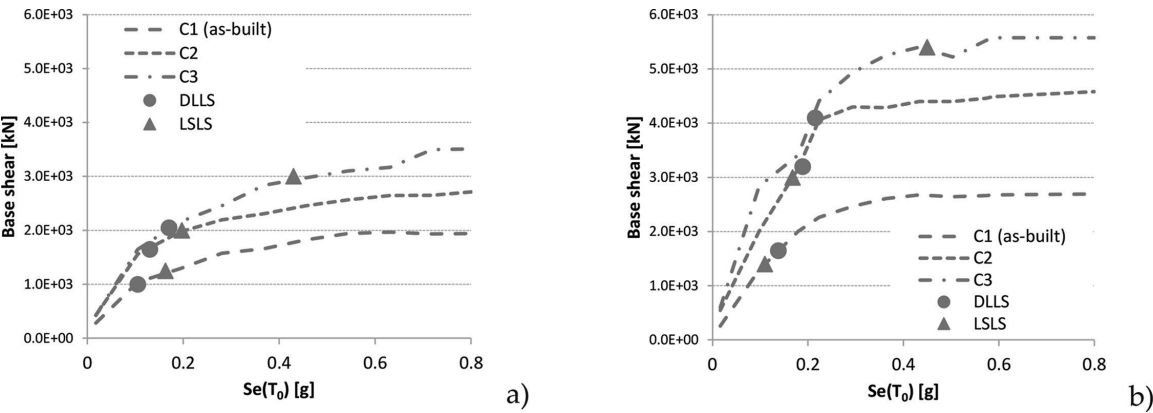 6.0E+03
5.0E+03
4.0E+03
3.0E+03
2.0E+03
1.0E+03
0.0E+00
Base shear [kN]
C1 (as-built)
C2
C3
DLLS
LSLS
0 0.2 0.4 0.6 0.8
Se(T0) [g]
a)
6.0E+03
5.0E+03
4.0E+03
3.0E+03
2.0E+03
1.0E+03
0.0E+00
Base shear [kN]
C1 (as-built)
C2
C3
DLLS
LSLS
0 0.2 0.4 0.6 0.8
Se(T0) [g]
b)